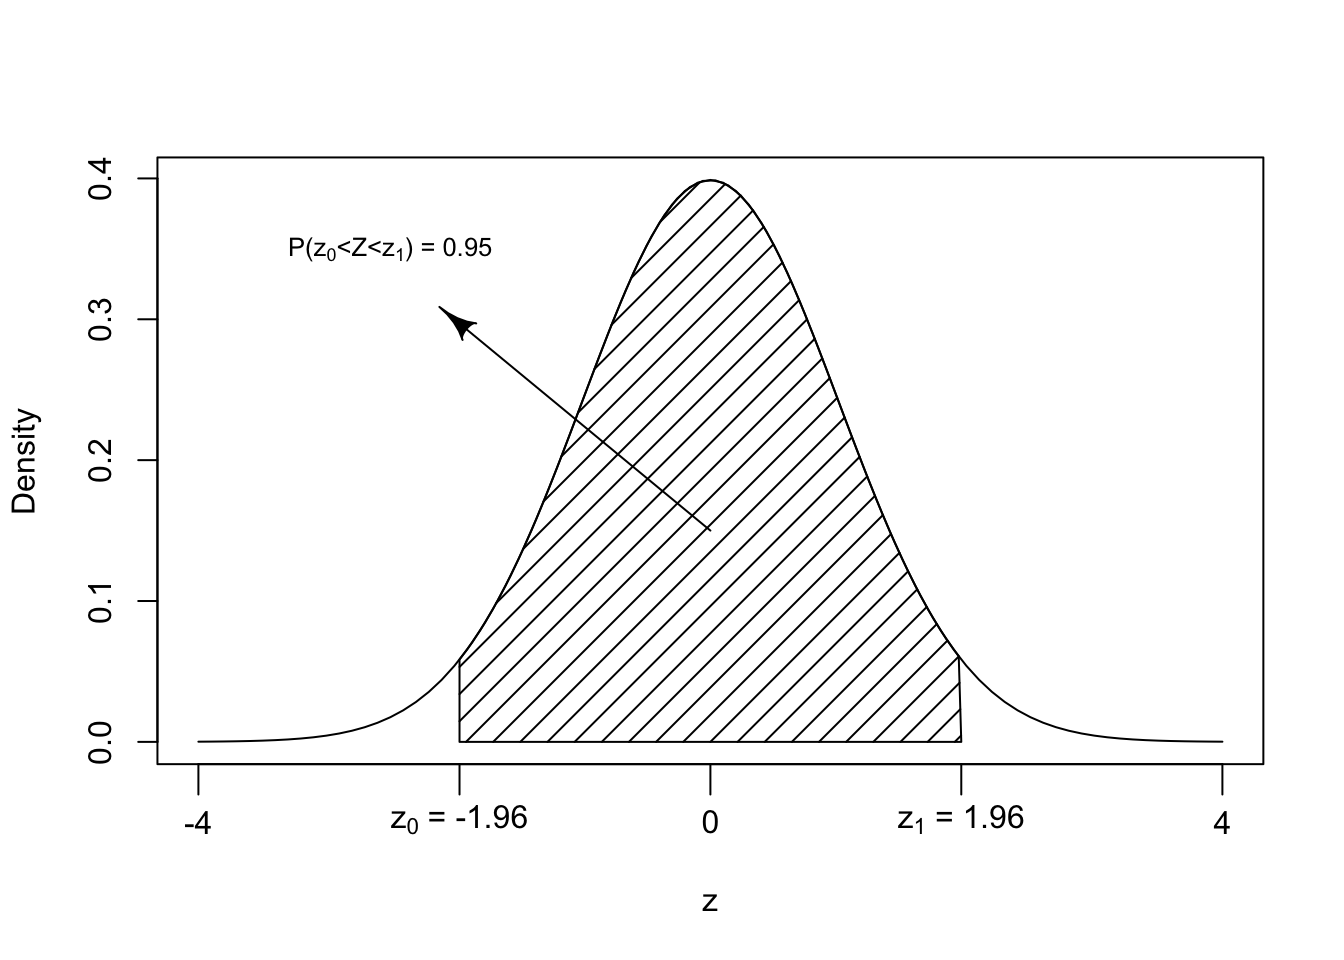 P(z₀<Z<z₁) = 0.95
Density
0.4
0.3
0.2
0.1
0.0
-4
z₀ = -1.96
0
z₁ = 1.96
4
z